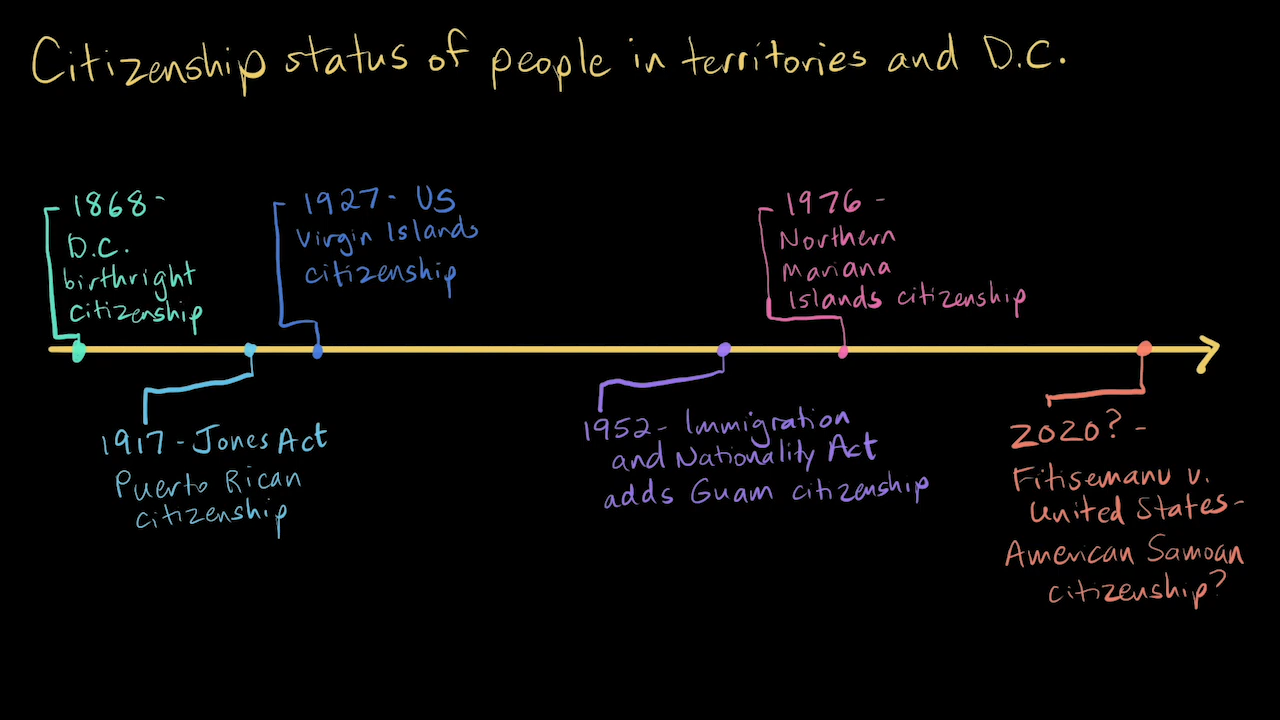 Citizenship status of people in territories and D.C.
1868-
D.C.
birthright
citizenship
1927- US
Virgin Islands
citizenship
1976-
Northern
Mariana
Islands citizenship
1917-Jones Act
Puerto Rican
citizenship
1952- Immigration
and Nationality Act
adds Guam citizenship
2020?-
Fitisemanu v.
United States-
American Samoan
citizenship?